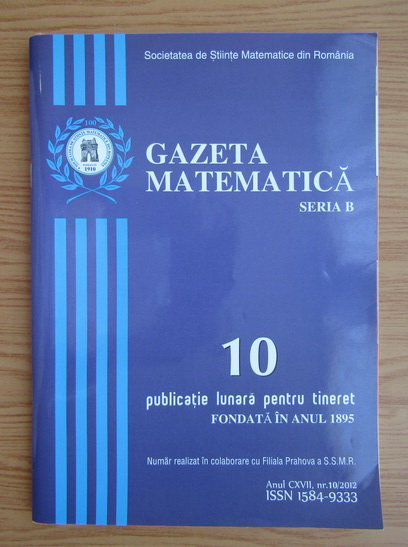 Societatea de Științe Matematice din România
100
1910
GAZETA
MATEMATICĂ
SERIA B
10
publicație lunară pentru tineret
FONDATĂ ÎN ANUL 1895
Număr realizat în colaborare cu Filiala Prahova a S.S.M.R.
Anul CXVII, nr.10/2012
ISSN 1584-9333